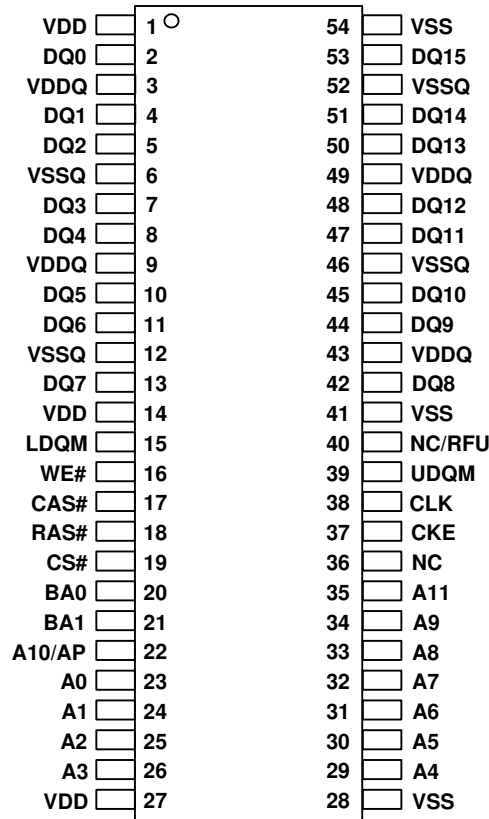 VDD 1 54 VSS
DQ0 2 53 DQ15
VDDQ 3 52 VSSQ
DQ1 4 51 DQ14
DQ2 5 50 DQ13
VSSQ 6 49 VDDQ
DQ3 7 48 DQ12
DQ4 8 47 DQ11
VDDQ 9 46 VSSQ
DQ5 10 45 DQ10
DQ6 11 44 DQ9
VSSQ 12 43 VDDQ
DQ7 13 42 DQ8
VDD 14 41 VSS
LDQM 15 40 NC/RFU
WE# 16 39 UDQM
CAS# 17 38 CLK
RAS# 18 37 CKE
CS# 19 36 NC
BA0 20 35 A11
BA1 21 34 A9
A10/AP 22 33 A8
A0 23 32 A7
A1 24 31 A6
A2 25 30 A5
A3 26 29 A4
VDD 27 28 VSS